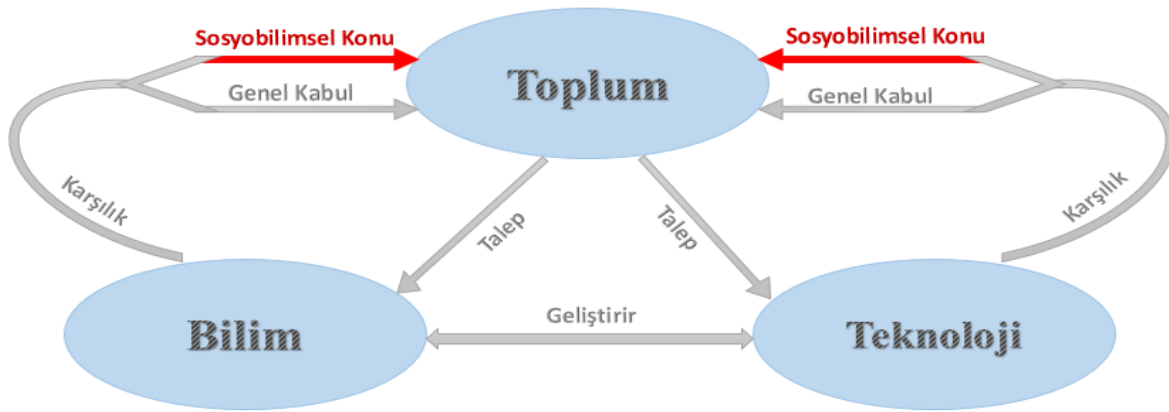 Sosyobilimsel Konu
Sosyobilimsel Konu
Toplum
Genel Kabul
Genel Kabul
Karşılık
Talep
Talep
Karşılık
Geliştirir
Bilim
Teknoloji